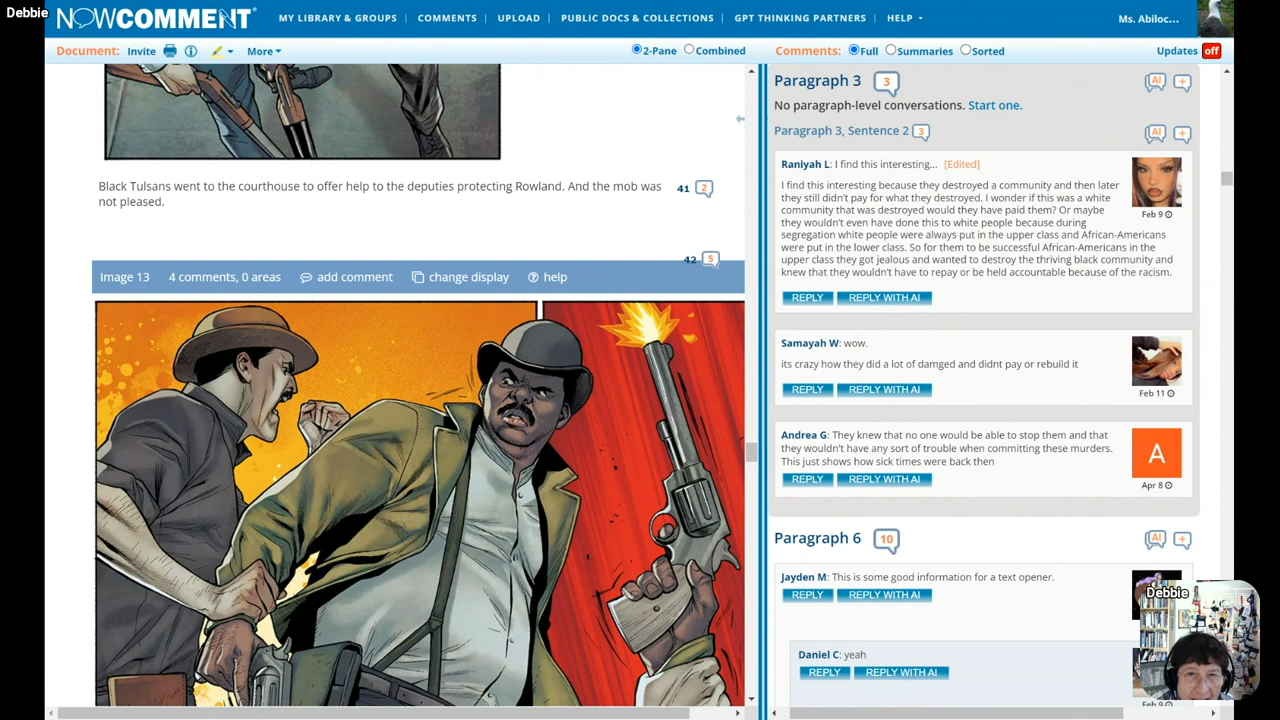 Debbie
NOWCOMMENT
MY LIBRARY & GROUPS | COMMENTS | UPLOAD | PUBLIC DOCS & COLLECTIONS | GPT THINKING PARTNERS | HELP
Ms. Abiloc...
Document: Invite More
2-Pane Combined
Comments: Full Summaries Sorted
Updates off
Black Tulsans went to the courthouse to offer help to the deputies protecting Rowland. And the mob was
not pleased.
41 2
42 5
Image 13 4 comments, 0 areas add comment change display help
Paragraph 3 3
AI +
No paragraph-level conversations. Start one.
Paragraph 3, Sentence 2 3
AI +
Raniyah L: I find this interesting... [Edited]
I find this interesting because they destroyed a community and then later
they still didn't pay for what they destroyed. I wonder if this was a white
community that was destroyed would they have paid them? Or maybe
they wouldn't even have done this to white people because during
segregation white people were always put in the upper class and African-Americans
were put in the lower class. So for them to be successful African-Americans in the
upper class they got jealous and wanted to destroy the thriving black community and
knew that they wouldn't have to repay or be held accountable because of the racism.
Feb 9
REPLY REPLY WITH AI
Samayah W: wow.
its crazy how they did a lot of damged and didnt pay or rebuild it
Feb 11
REPLY REPLY WITH AI
Andrea G: They knew that no one would be able to stop them and that
they wouldn't have any sort of trouble when committing these murders.
This just shows how sick times were back then
A
Apr 8
REPLY REPLY WITH AI
Paragraph 6 10
AI +
Jayden M: This is some good information for a text opener.
REPLY REPLY WITH AI
Debbie
Daniel C: yeah
REPLY REPLY WITH AI
Feb 9